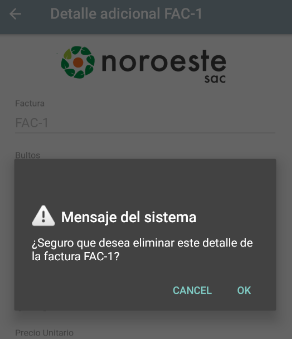 Detalle adicional FAC-1
noroeste
sac
Factura
FAC-1
Bultos
Mensaje del sistema
¿Seguro que desea eliminar este detalle de
la factura FAC-1?
CANCEL
OK
Precio Unitario